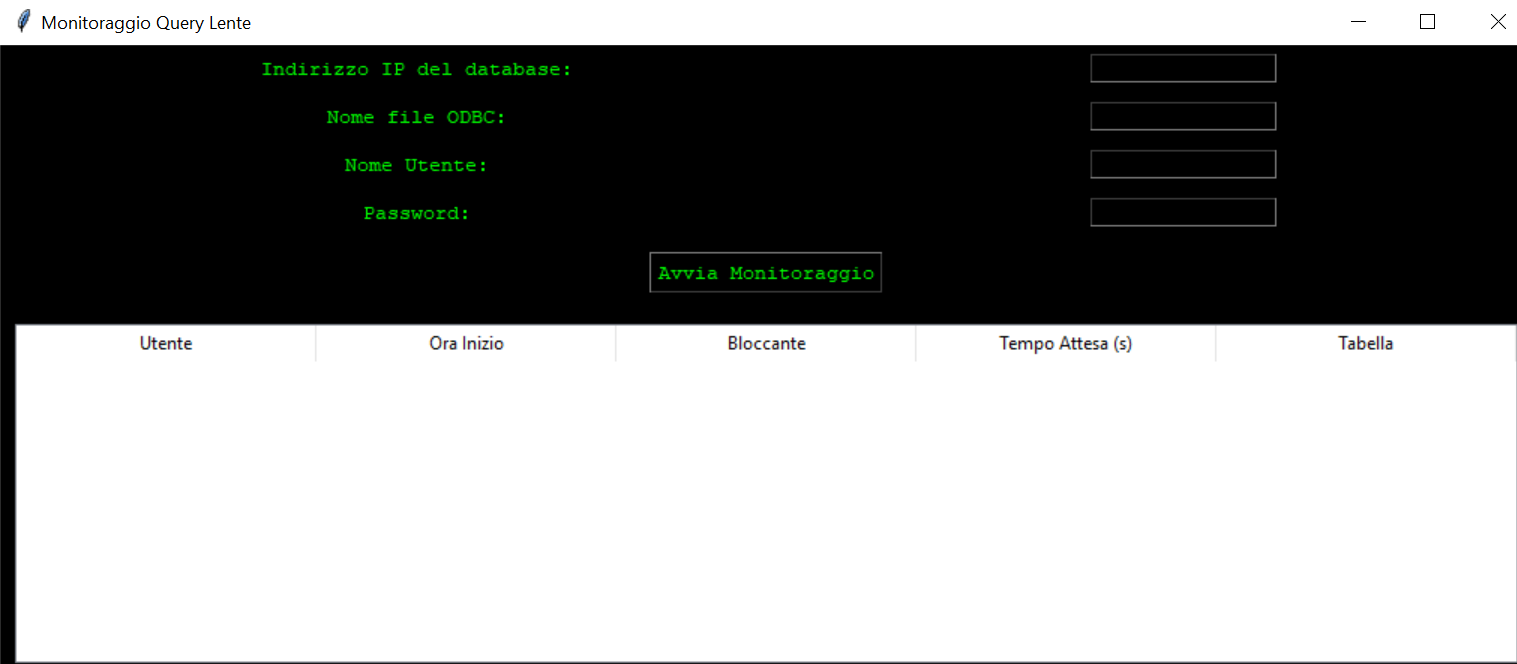 Monitoraggio Query Lente
Indirizzo IP del database:
Nome file ODBC:
Nome Utente:
Password:
Avvia Monitoraggio
Utente Ora Inizio Bloccante Tempo Attesa (s) Tabella